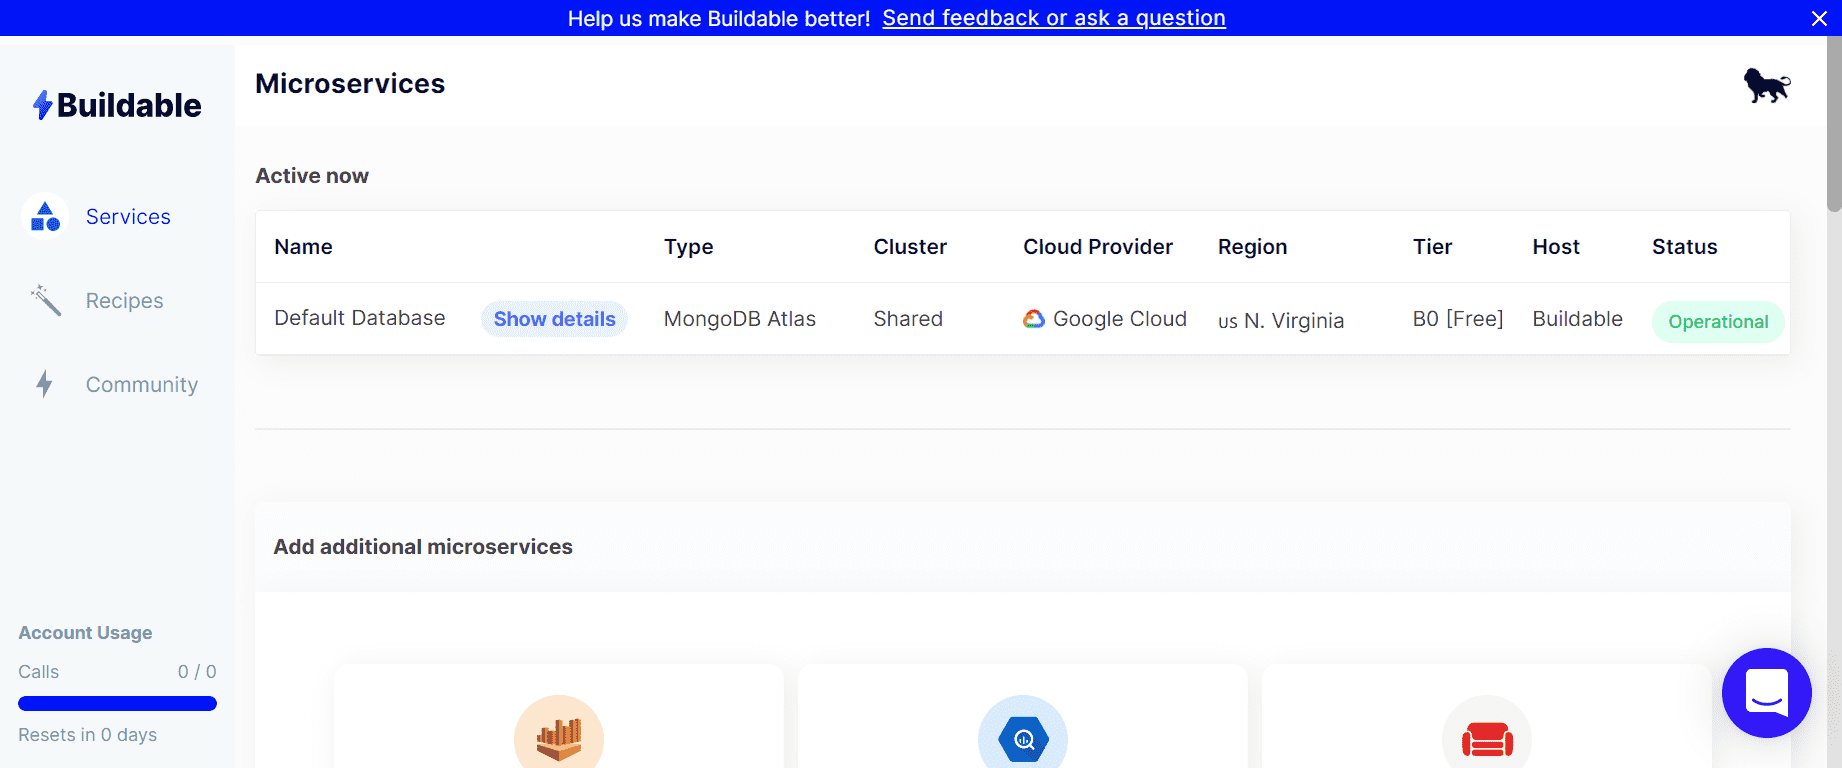 Help us make Buildable better! Send feedback or ask a question
Buildable
Services
Recipes
Community
Account Usage
Calls 0 / 0
Resets in 0 days
Microservices
Active now
Name Type Cluster Cloud Provider Region Tier Host Status
Default Database Show details MongoDB Atlas Shared Google Cloud us N. Virginia B0 [Free] Buildable Operational
Add additional microservices